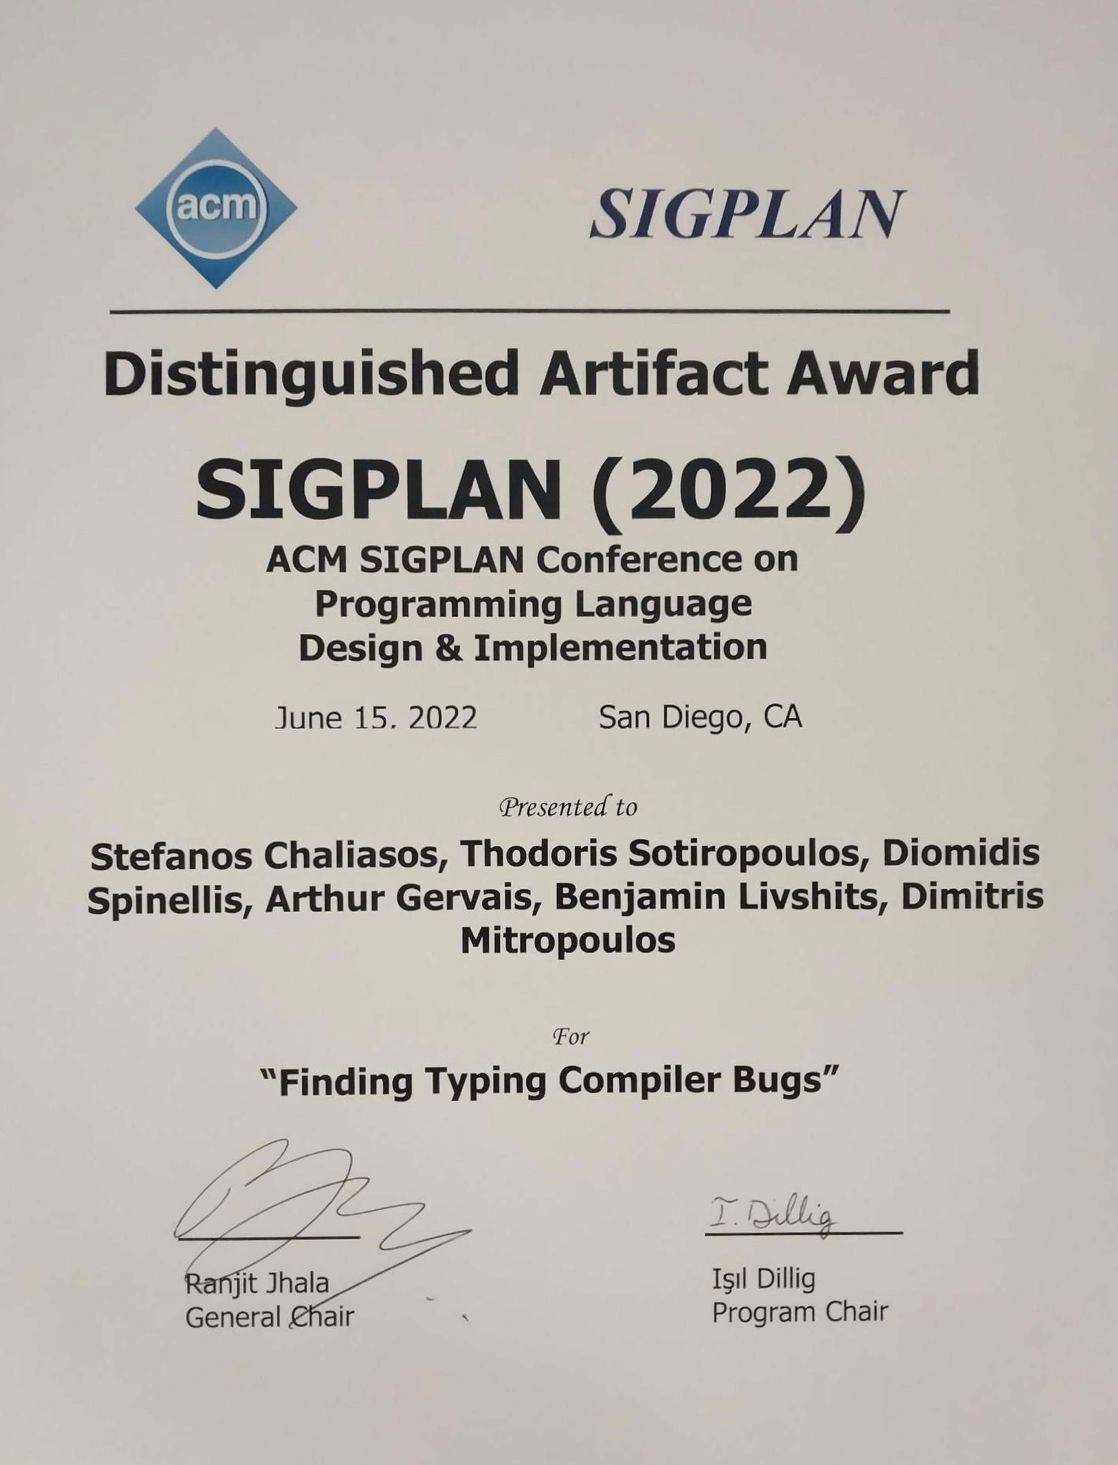 acm
SIGPLAN
Distinguished Artifact Award
SIGPLAN (2022)
ACM SIGPLAN Conference on
Programming Language
Design & Implementation
June 15. 2022 San Diego, CA
Presented to
Stefanos Chaliasos, Thodoris Sotiropoulos, Diomidis
Spinellis, Arthur Gervais, Benjamin Livshits, Dimitris
Mitropoulos
For
“Finding Typing Compiler Bugs”
I. Dillig
Ranjit Jhala
General Chair
Işıl Dillig
Program Chair